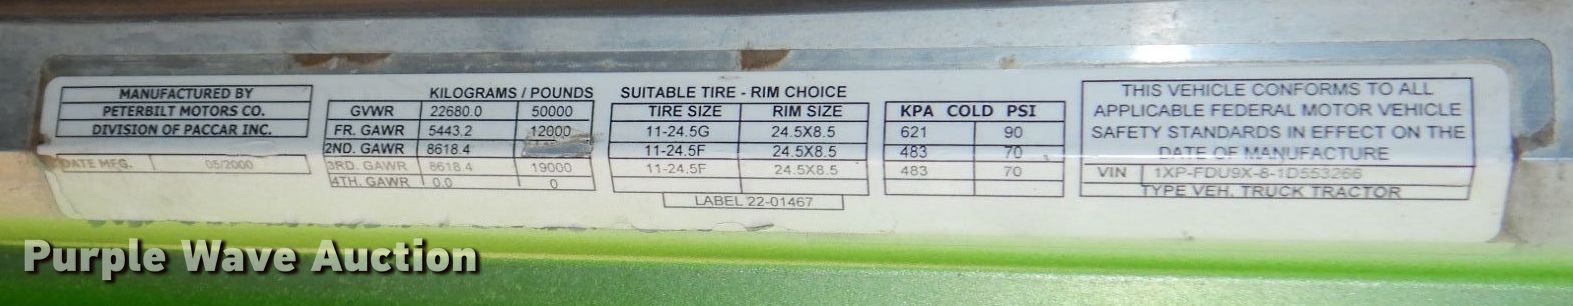 MANUFACTURED BY
PETERBILT MOTORS CO.
DIVISION OF PACCAR INC.
DATE MFG. 05/2000
KILOGRAMS / POUNDS
GVWR 22680.0 50000
FR. GAWR 5443.2 12000
2ND. GAWR 8618.4
3RD. GAWR 8618.4 19000
4TH. GAWR 0.0 0
SUITABLE TIRE - RIM CHOICE
TIRE SIZE RIM SIZE
11-24.5G 24.5X8.5
11-24.5F 24.5X8.5
11-24.5F 24.5X8.5
LABEL 22-01467
KPA COLD PSI
621 90
483 70
483 70
THIS VEHICLE CONFORMS TO ALL
APPLICABLE FEDERAL MOTOR VEHICLE
SAFETY STANDARDS IN EFFECT ON THE
DATE OF MANUFACTURE
VIN 1XP-FDU9X-8-1D553266
TYPE VEH. TRUCK TRACTOR
Purple Wave Auction